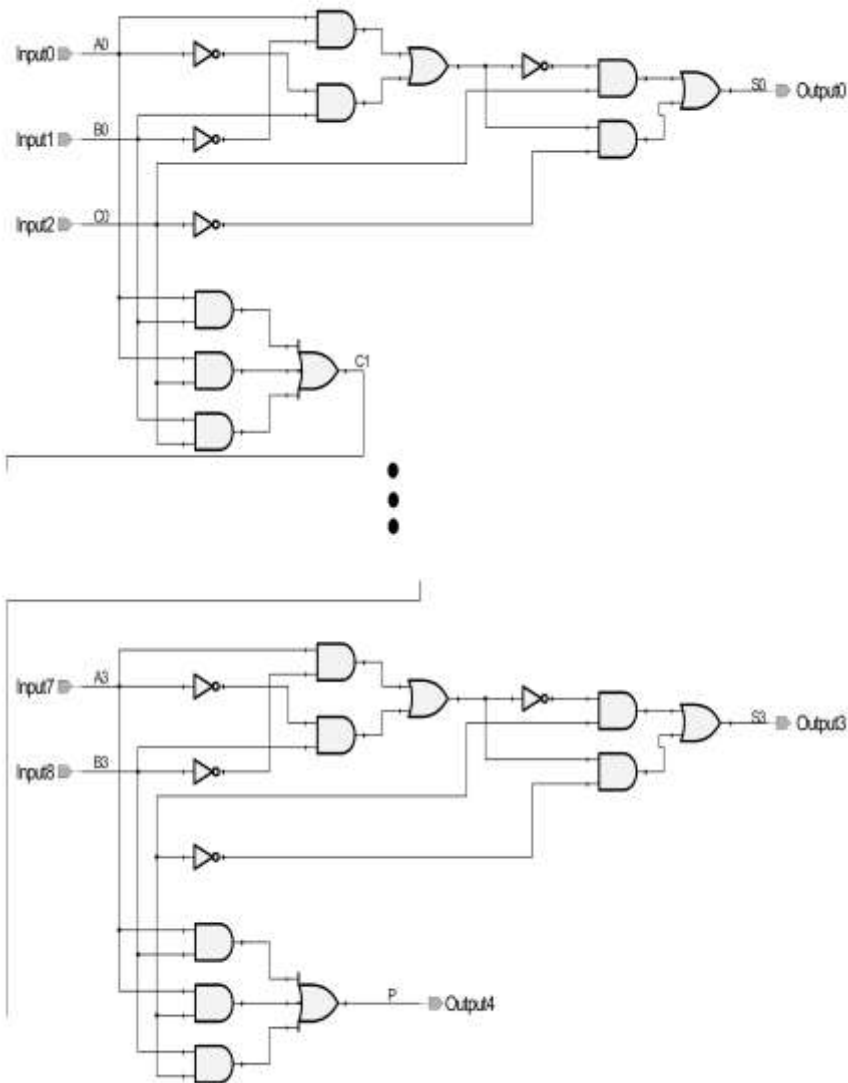 Input0 A0
S0 Output0
Input1 B0
Input2 C0
C1
Input7 A3
S3 Output3
Input8 B3
P Output4